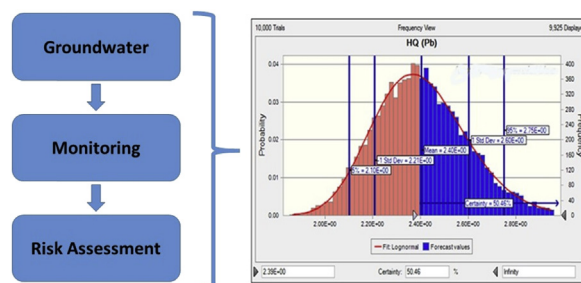 Groundwater
Monitoring
Risk Assessment
10,000 Trials
Frequency View
9,925 Displayed
HQ (Pb)
0.04
0.03
0.02
0.01
0.00
Probability
400
360
320
280
240
200
160
120
80
40
0
Frequency
95% = 2.75E+00
1 Std Dev = 2.60E+00
Mean = 2.40E+00
-1 Std Dev = 2.21E+00
5% = 2.10E+00
Certainty = 50.46%
2.00E+00
2.20E+00
2.40E+00
2.60E+00
2.80E+00
Fit Lognormal
Forecast values
2.39E+00
Certainty:
50.46
%
Infinity